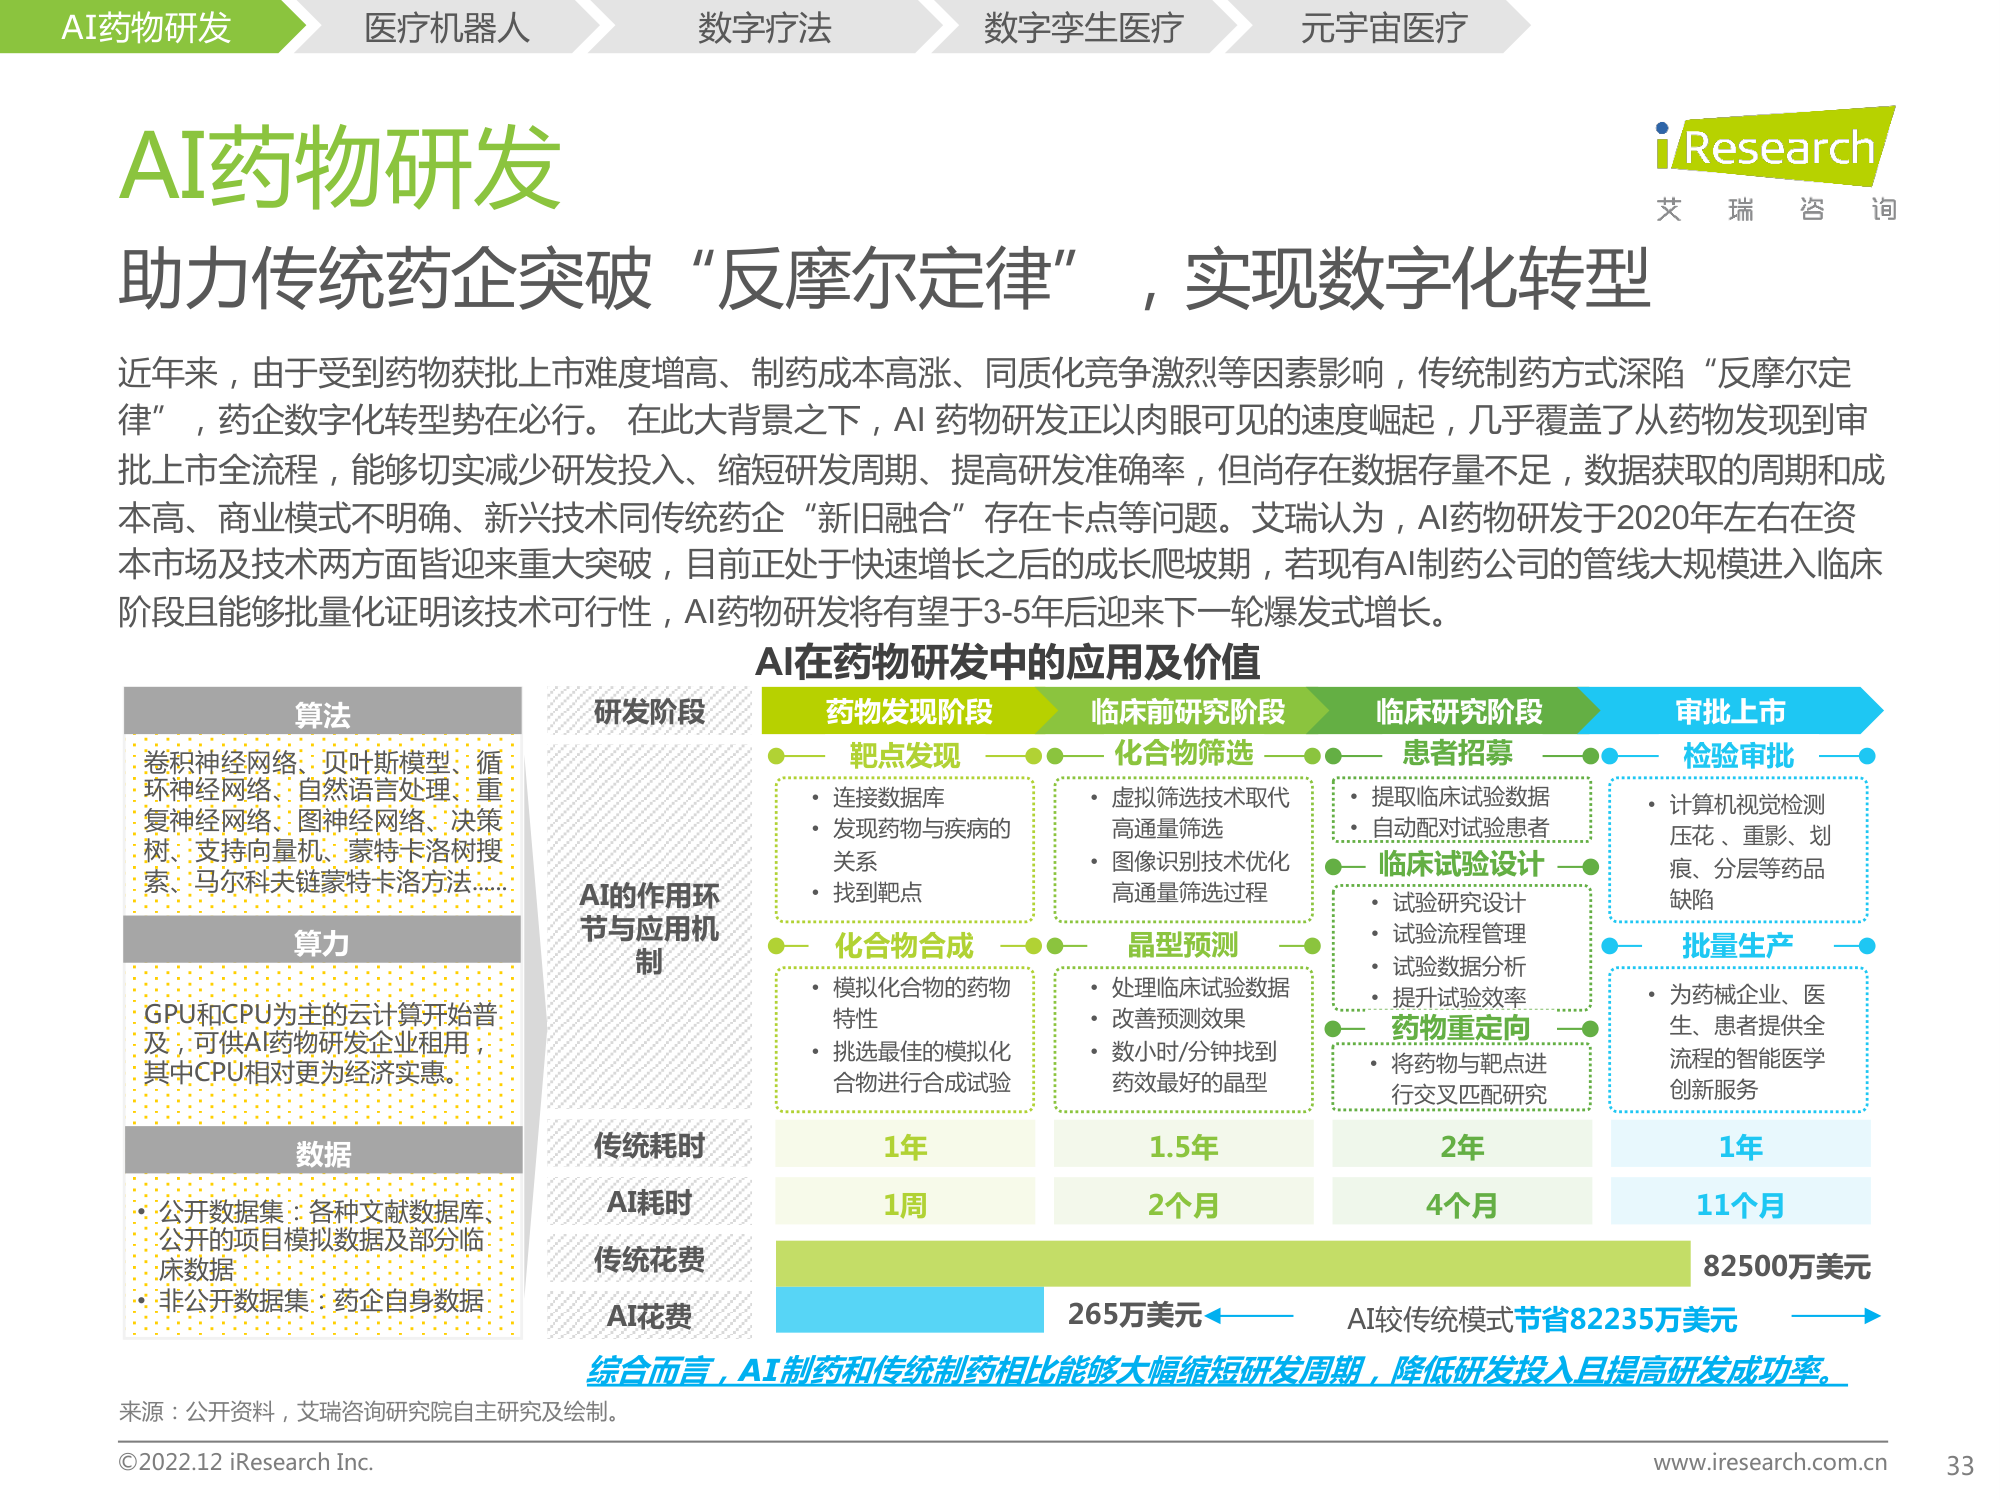 AI药物研发
医疗机器人
数字疗法
数字孪生医疗
元宇宙医疗
AI药物研发
iResearch
艾瑞咨询
助力传统药企突破“反摩尔定律”，实现数字化转型
近年来，由于受到药物获批上市难度增高、制药成本高涨、同质化竞争激烈等因素影响，传统制药方式深陷“反摩尔定
律”，药企数字化转型势在必行。 在此大背景之下，AI 药物研发正以肉眼可见的速度崛起，几乎覆盖了从药物发现到审
批上市全流程，能够切实减少研发投入、缩短研发周期、提高研发准确率，但尚存在数据存量不足，数据获取的周期和成
本高、商业模式不明确、新兴技术同传统药企“新旧融合”存在卡点等问题。艾瑞认为，AI药物研发于2020年左右在资
本市场及技术两方面皆迎来重大突破，目前正处于快速增长之后的成长爬坡期，若现有AI制药公司的管线大规模进入临床
阶段且能够批量化证明该技术可行性，AI药物研发将有望于3-5年后迎来下一轮爆发式增长。
AI在药物研发中的应用及价值
算法
卷积神经网络、贝叶斯模型、循
环神经网络、自然语言处理、重
复神经网络、图神经网络、决策
树、支持向量机、蒙特卡洛树搜
索、马尔科夫链蒙特卡洛方法......
算力
GPU和CPU为主的云计算开始普
及，可供AI药物研发企业租用，
其中CPU相对更为经济实惠。
数据
• 公开数据集：各种文献数据库、
公开的项目模拟数据及部分临
床数据
• 非公开数据集：药企自身数据
研发阶段
药物发现阶段
临床前研究阶段
临床研究阶段
审批上市
AI的作用环
节与应用机
制
靶点发现
• 连接数据库
• 发现药物与疾病的
关系
• 找到靶点
化合物合成
• 模拟化合物的药物
特性
• 挑选最佳的模拟化
合物进行合成试验
化合物筛选
• 虚拟筛选技术取代
高通量筛选
• 图像识别技术优化
高通量筛选过程
晶型预测
• 处理临床试验数据
• 改善预测效果
• 数小时/分钟找到
药效最好的晶型
患者招募
• 提取临床试验数据
• 自动配对试验患者
临床试验设计
• 试验研究设计
• 试验流程管理
• 试验数据分析
• 提升试验效率
药物重定向
• 将药物与靶点进
行交叉匹配研究
检验审批
• 计算机视觉检测
压花 、重影、划
痕、分层等药品
缺陷
批量生产
• 为药械企业、医
生、患者提供全
流程的智能医学
创新服务
传统耗时
1年
1.5年
2年
1年
AI耗时
1周
2个月
4个月
11个月
传统花费
82500万美元
AI花费
265万美元
AI较传统模式节省82235万美元
综合而言，AI制药和传统制药相比能够大幅缩短研发周期，降低研发投入且提高研发成功率。
来源：公开资料，艾瑞咨询研究院自主研究及绘制。
©2022.12 iResearch Inc.
www.iresearch.com.cn
33